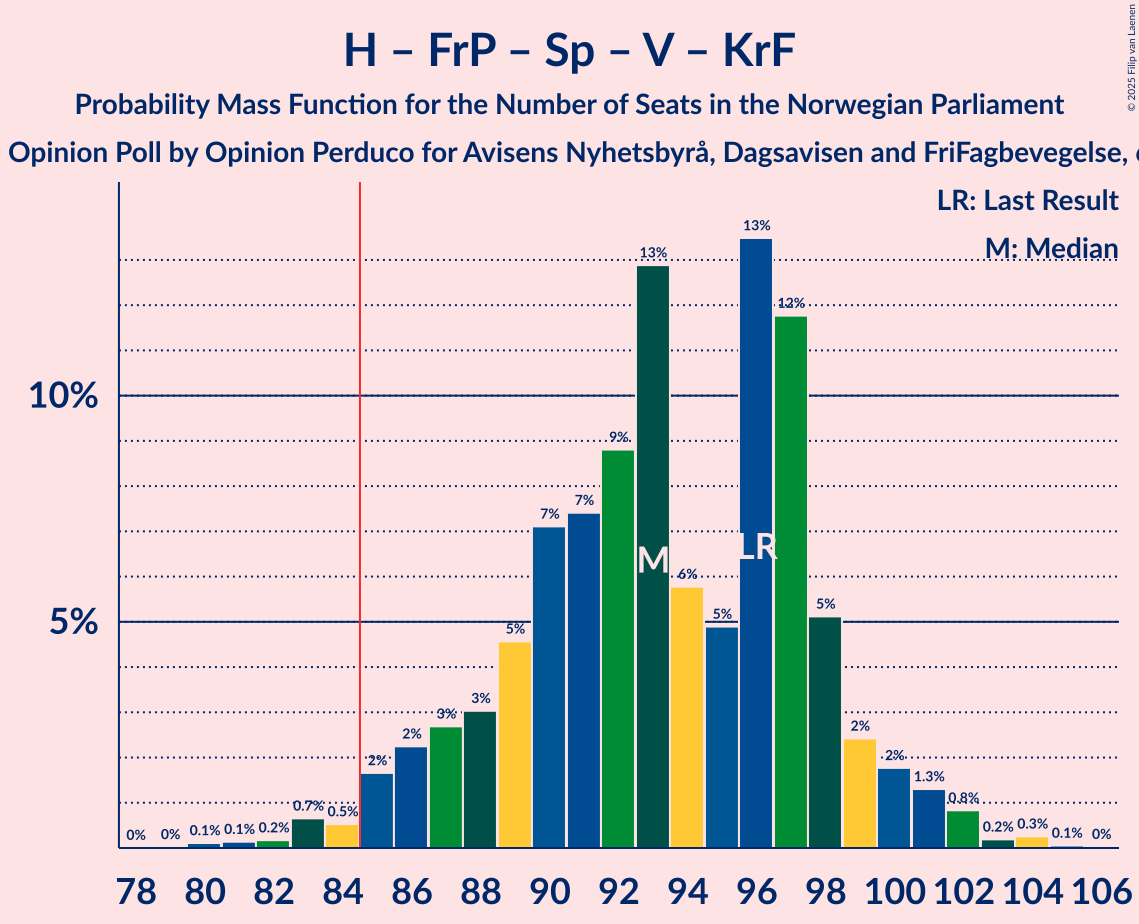 H – FrP – Sp – V – KrF
Probability Mass Function for the Number of Seats in the Norwegian Parliament
Opinion Poll by Opinion Perduco for Avisens Nyhetsbyrå, Dagsavisen and FriFagbevegelse,
© 2025 Filip van Laenen
LR: Last Result
M: Median
10%
5%
0% 0% 0.1% 0.1% 0.2% 0.7% 0.5% 2% 2% 3% 3% 5% 7% 7% 9% 13% 6% 5% 13% 12% 5% 2% 2% 1.3% 0.8% 0.2% 0.3% 0.1% 0%
M LR
78 80 82 84 86 88 90 92 94 96 98 100 102 104 106